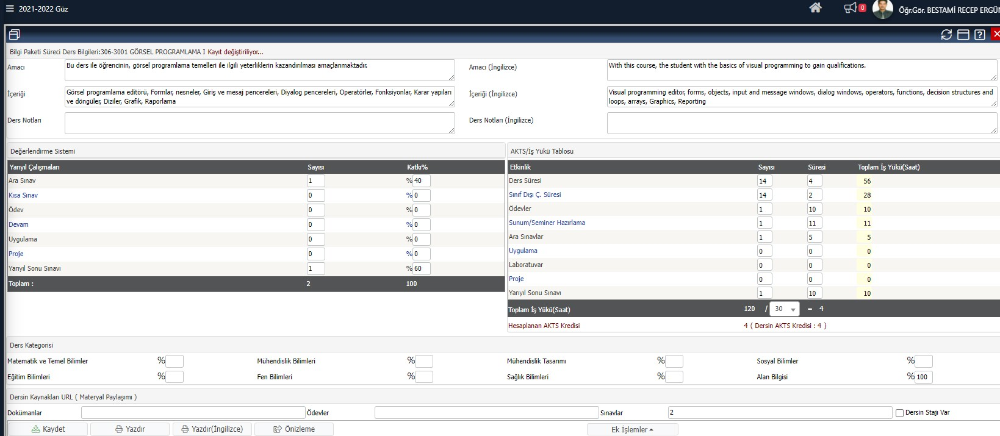 2021-2022 Güz
0
Öğr.Gör. BESTAMİ RECEP ERGÜN
Bilgi Paketi Süreci Ders Bilgileri:306-3001 GÖRSEL PROGRAMLAMA I Kayıt değiştiriliyor...
Amacı
Bu ders ile öğrencinin, görsel programlama temelleri ile ilgili yeterliklerin kazandırılması amaçlanmaktadır.
Amacı (İngilizce)
With this course, the student with the basics of visual programming to gain qualifications.
İçeriği
Görsel programlama editörü, Formlar, nesneler, Giriş ve mesaj pencereleri, Diyalog pencereleri, Operatörler, Fonksiyonlar, Karar yapıları
ve döngüler, Diziler, Grafik, Raporlama
İçeriği (İngilizce)
Visual programming editor, forms, objects, input and message windows, dialog windows, operators, functions, decision structures and
loops, arrays, Graphics, Reporting
Ders Notları
Ders Notları (İngilizce)
Değerlendirme Sistemi
Yarıyıl Çalışmaları Sayısı Katkı%
Ara Sınav 1 %40
Kısa Sınav 0 %0
Ödev 0 %0
Devam 0 %0
Uygulama 0 %0
Proje 0 %0
Yarıyıl Sonu Sınavı 1 %60
Toplam : 2 100
AKTS/İş Yükü Tablosu
Etkinlik Sayısı Süresi Toplam İş Yükü(Saat)
Ders Süresi 14 4 56
Sınıf Dışı Ç. Süresi 14 2 28
Ödevler 1 10 10
Sunum/Seminer Hazırlama 1 11 11
Ara Sınavlar 1 5 5
Uygulama 0 0 0
Laboratuvar 0 0 0
Proje 0 0 0
Yarıyıl Sonu Sınavı 1 10 10
Toplam İş Yükü(Saat) 120 / 30 = 4
Hesaplanan AKTS Kredisi 4 ( Dersin AKTS Kredisi : 4 )
Ders Kategorisi
Matematik ve Temel Bilimler % Mühendislik Bilimleri % Mühendislik Tasarımı % Sosyal Bilimler %
Eğitim Bilimleri % Fen Bilimleri % Sağlık Bilimleri % Alan Bilgisi %100
Dersin Kaynakları URL ( Materyal Paylaşımı )
Dokümanlar Ödevler Sınavlar 2 Dersin Stajı Var
Kaydet Yazdır Yazdır(İngilizce) Önizleme Ek İşlemler